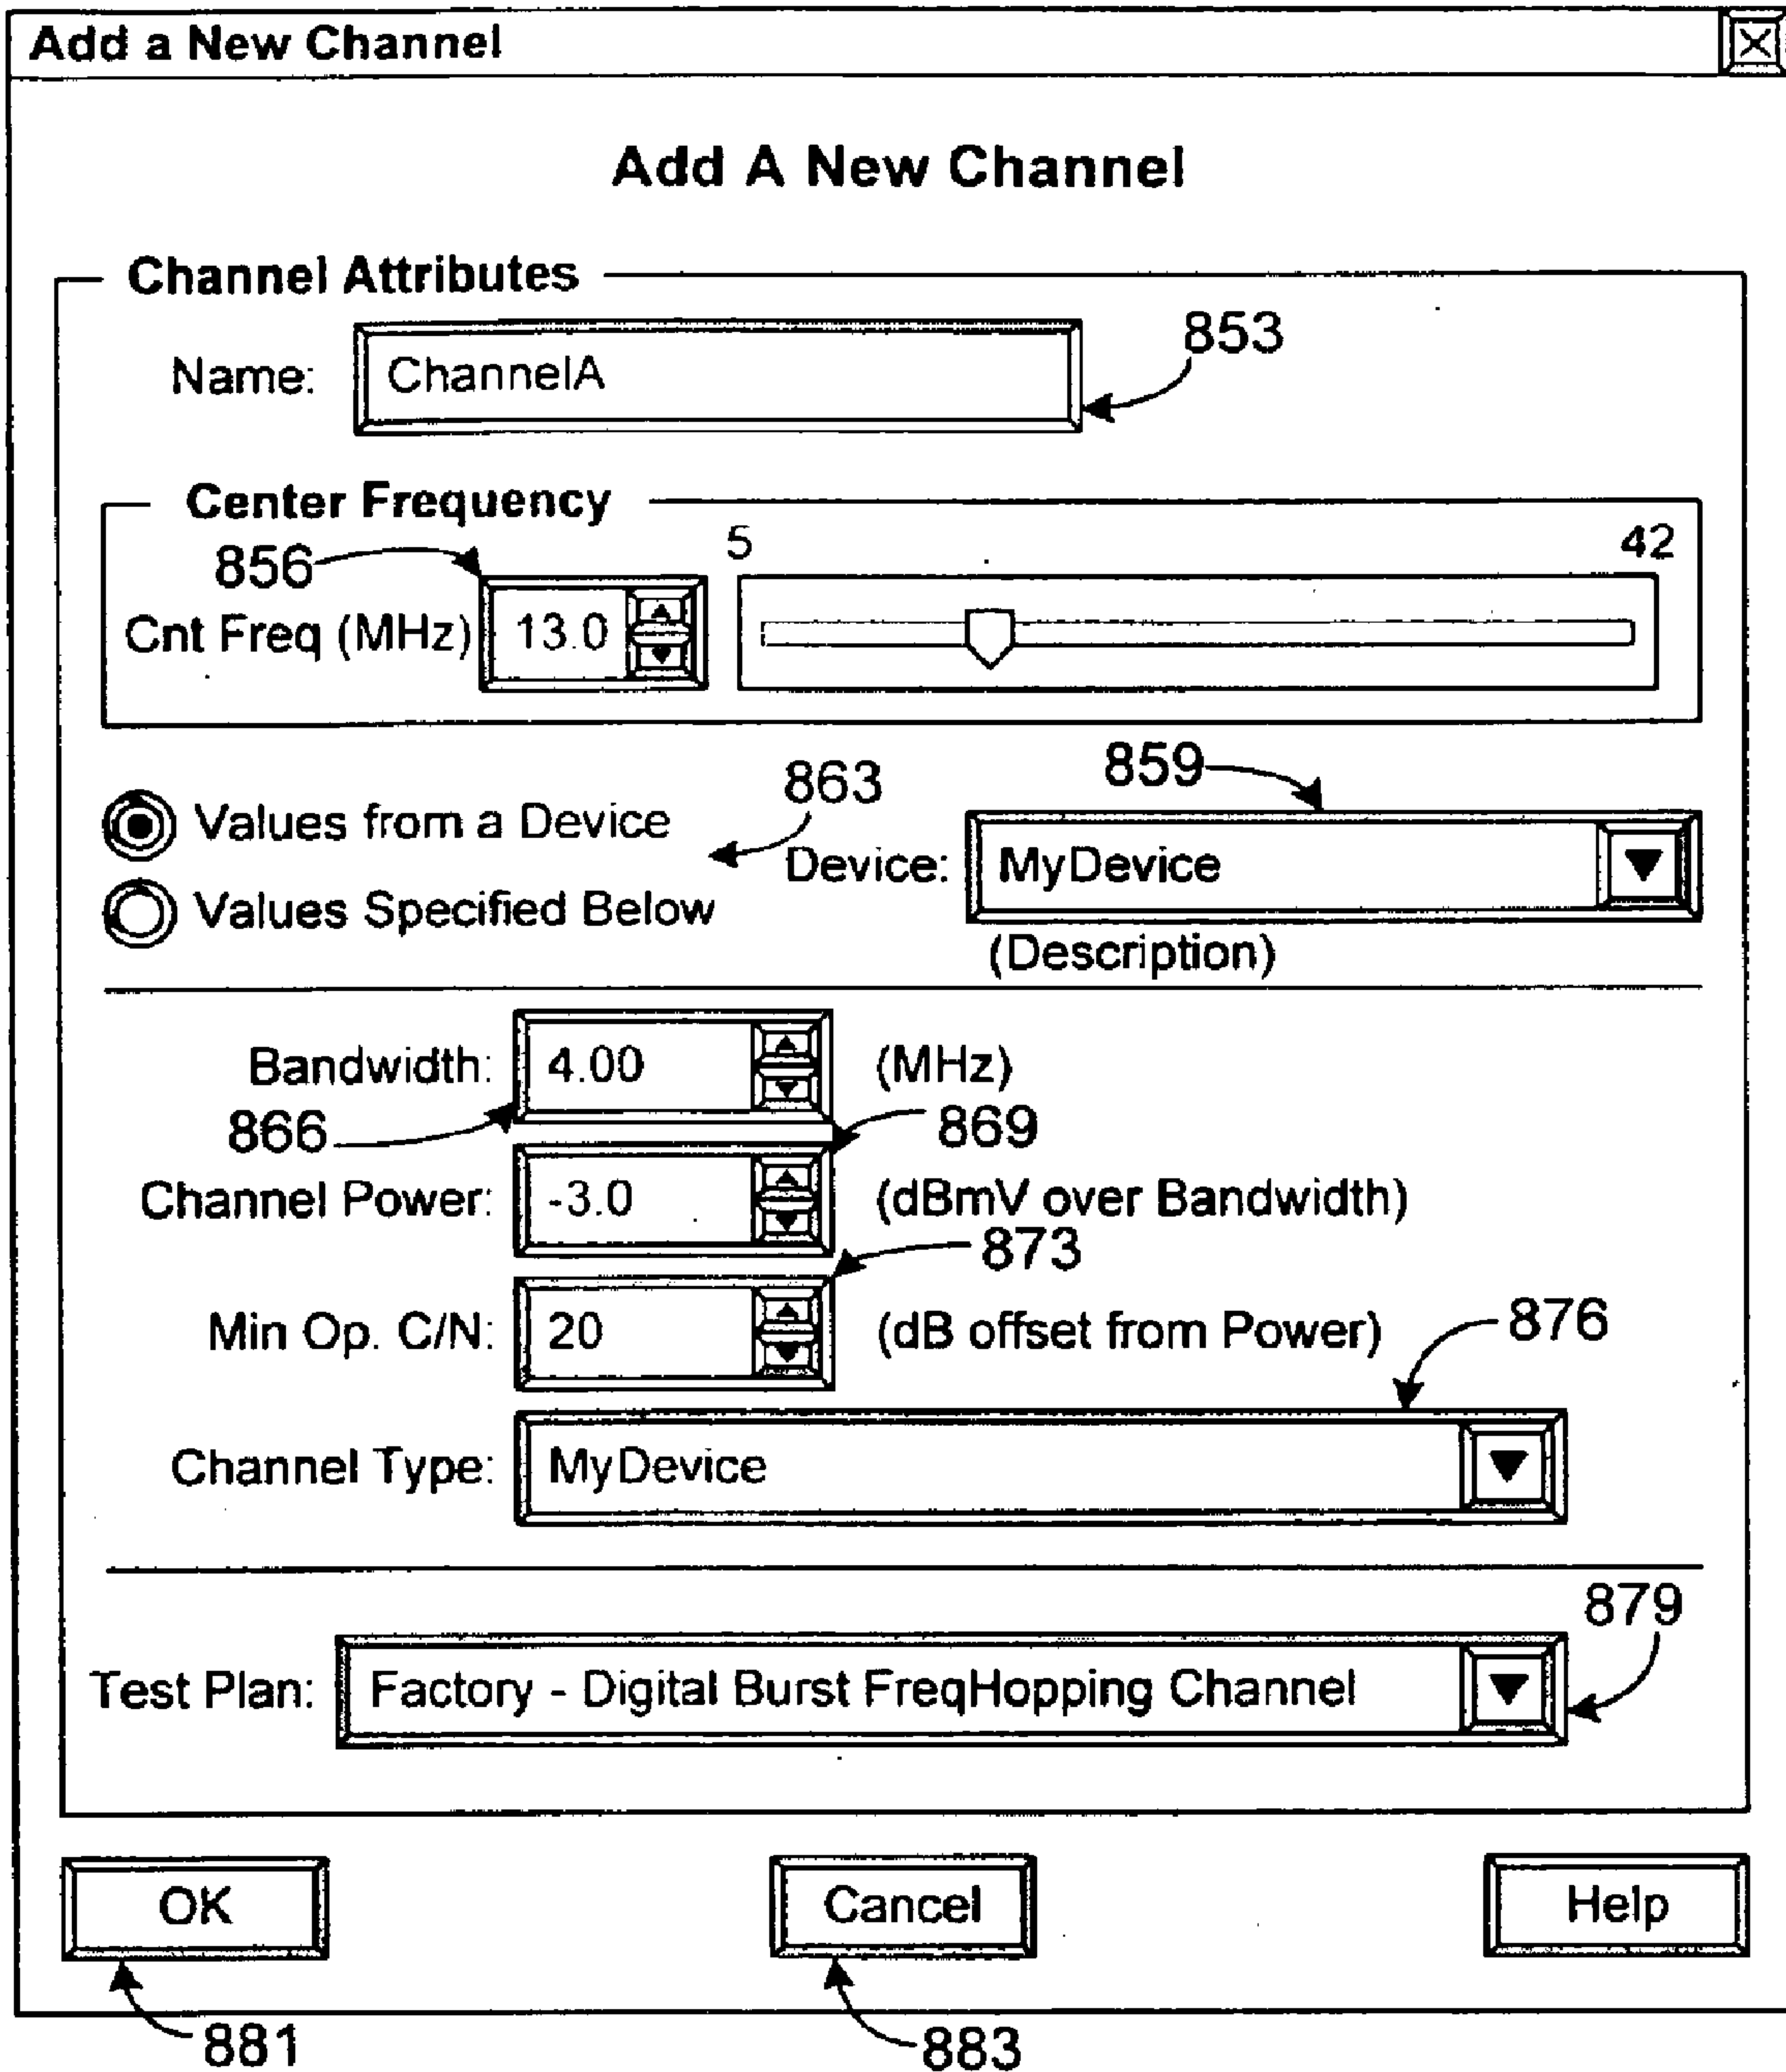 Add a New Channel
Add A New Channel
Channel Attributes
853
Name: ChannelA
Center Frequency
856 5 42
Cnt Freq (MHz) 13.0
863 859
Values from a Device
Device: MyDevice
Values Specified Below
(Description)
Bandwidth: 4.00 (MHz)
866 869
Channel Power: -3.0 (dBmV over Bandwidth)
873
Min Op. C/N: 20 (dB offset from Power) 876
Channel Type: MyDevice
879
Test Plan: Factory - Digital Burst FreqHopping Channel
OK Cancel Help
881 883